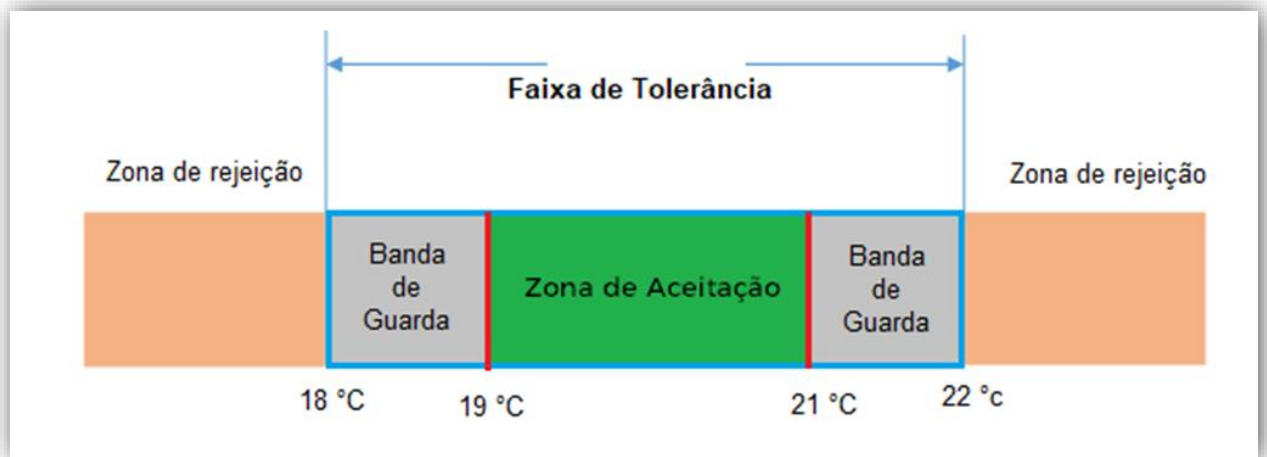 Faixa de Tolerância
Zona de rejeição
Zona de rejeição
Banda
de
Guarda
Zona de Aceitação
Banda
de
Guarda
18 °C
19 °C
21 °C
22 °c